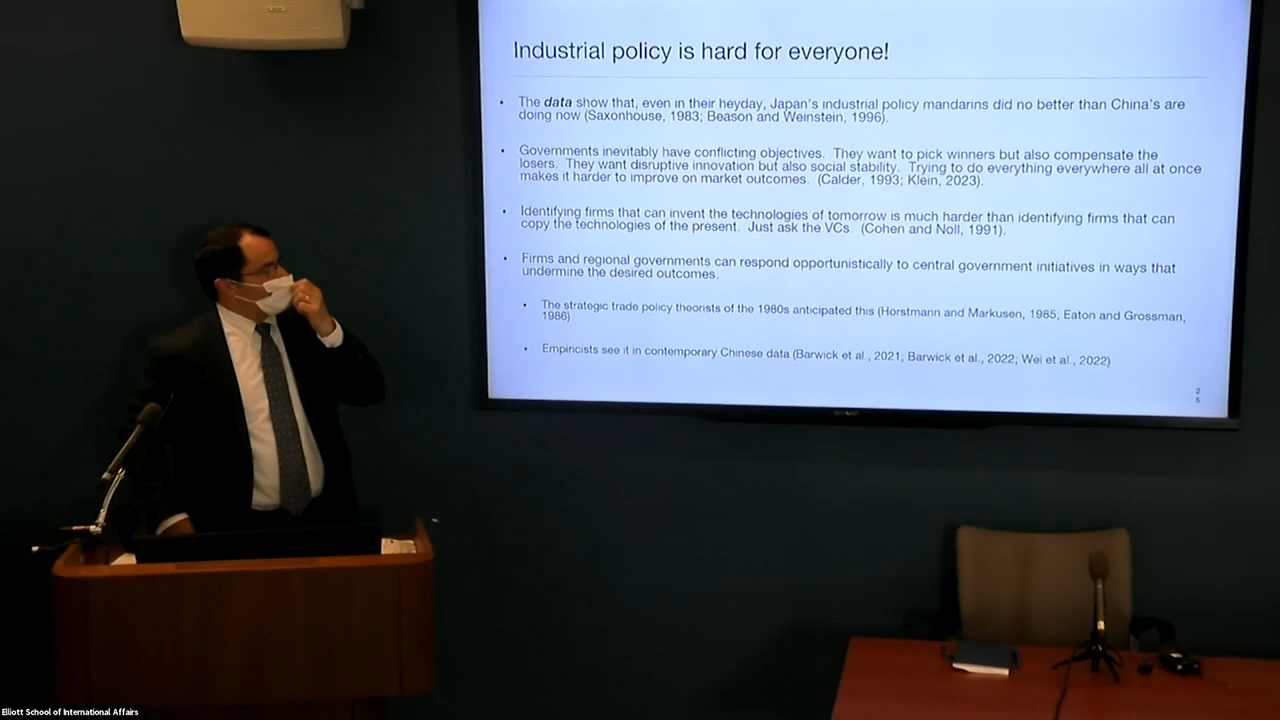 Industrial policy is hard for everyone!
• The data show that, even in their heyday, Japan's industrial policy mandarins did no better than China's are
doing now (Saxonhouse, 1983; Beason and Weinstein, 1996).
• Governments inevitably have conflicting objectives. They want to pick winners but also compensate the
losers. They want disruptive innovation but also social stability. Trying to do everything everywhere all at once
makes it harder to improve on market outcomes. (Calder, 1993; Klein, 2023).
• Identifying firms that can invent the technologies of tomorrow is much harder than identifying firms that can
copy the technologies of the present. Just ask the VCs. (Cohen and Noll, 1991).
• Firms and regional governments can respond opportunistically to central government initiatives in ways that
undermine the desired outcomes.
• The strategic trade policy theorists of the 1980s anticipated this (Horstmann and Markusen, 1985; Eaton and Grossman,
1986)
• Empiricists see it in contemporary Chinese data (Barwick et al., 2021; Barwick et al., 2022; Wei et al., 2022)
2
5
Elliott School of International Affairs